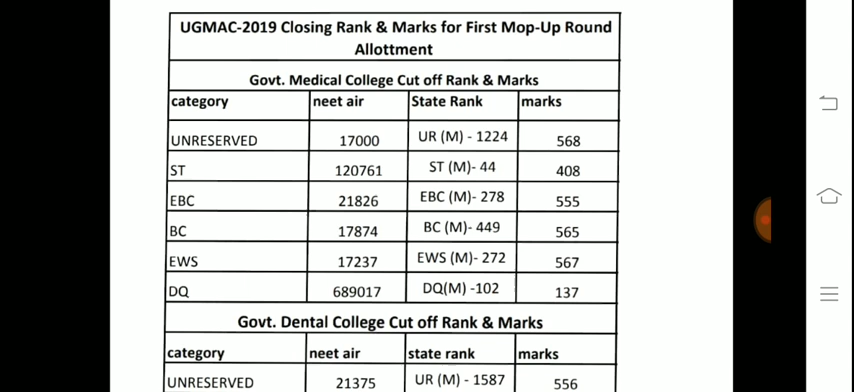 UGMAC-2019 Closing Rank & Marks for First Mop-Up Round
Allottment
Govt. Medical College Cut off Rank & Marks
category neet air State Rank marks
UNRESERVED 17000 UR (M) - 1224 568
ST 120761 ST (M)- 44 408
EBC 21826 EBC (M)- 278 555
BC 17874 BC (M)- 449 565
EWS 17237 EWS (M)- 272 567
DQ 689017 DQ(M) -102 137
Govt. Dental College Cut off Rank & Marks
category neet air state rank marks
UNRESERVED 21375 UR (M) - 1587 556